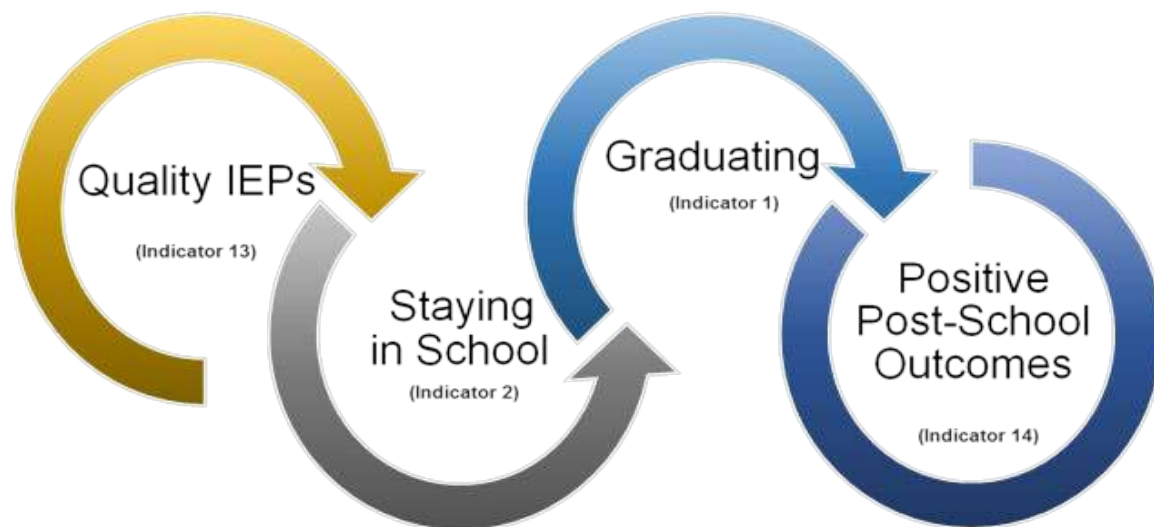 Quality IEPs
(Indicator 13)
Staying
in School
(Indicator 2)
Graduating
(Indicator 1)
Positive
Post-School
Outcomes
(Indicator 14)